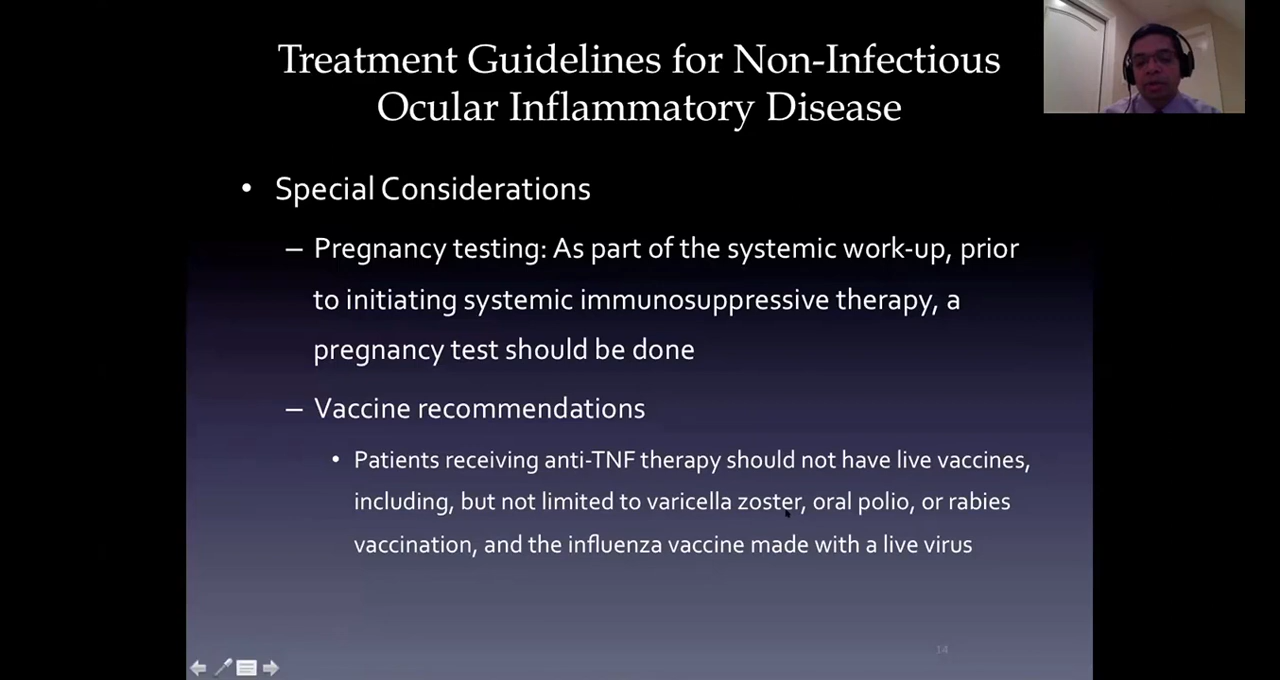 Treatment Guidelines for Non-Infectious
Ocular Inflammatory Disease
• Special Considerations
– Pregnancy testing: As part of the systemic work-up, prior
to initiating systemic immunosuppressive therapy, a
pregnancy test should be done
– Vaccine recommendations
• Patients receiving anti-TNF therapy should not have live vaccines,
including, but not limited to varicella zoster, oral polio, or rabies
vaccination, and the influenza vaccine made with a live virus
14